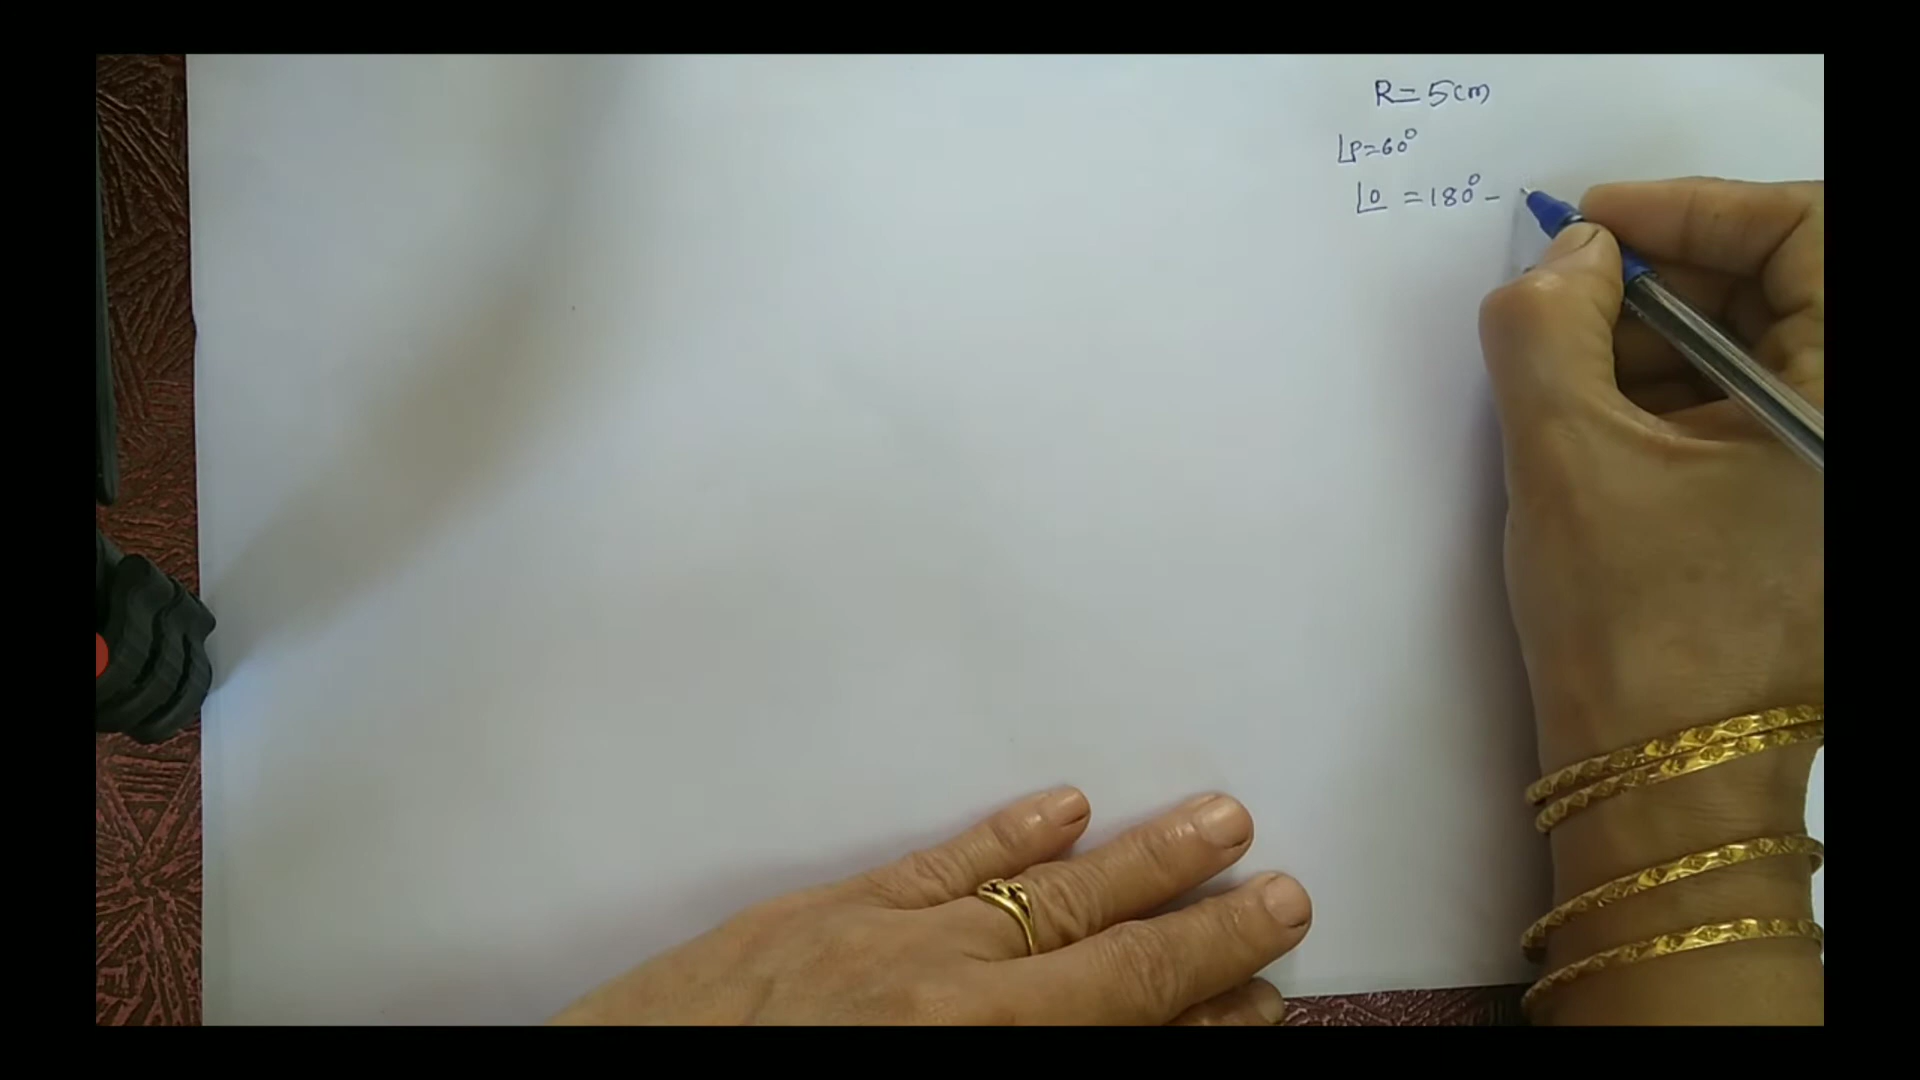 R = 5cm
∠P=60°
∠O = 180° -